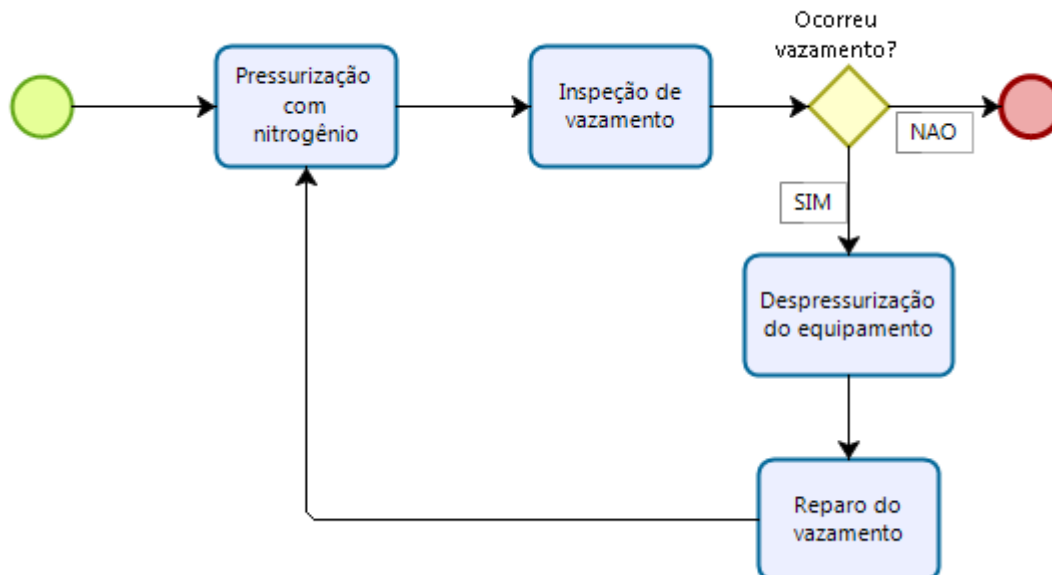 Ocorreu
vazamento?
Pressurização
com
nitrogênio
Inspeção de
vazamento
NAO
SIM
Despressurização
do equipamento
Reparo do
vazamento